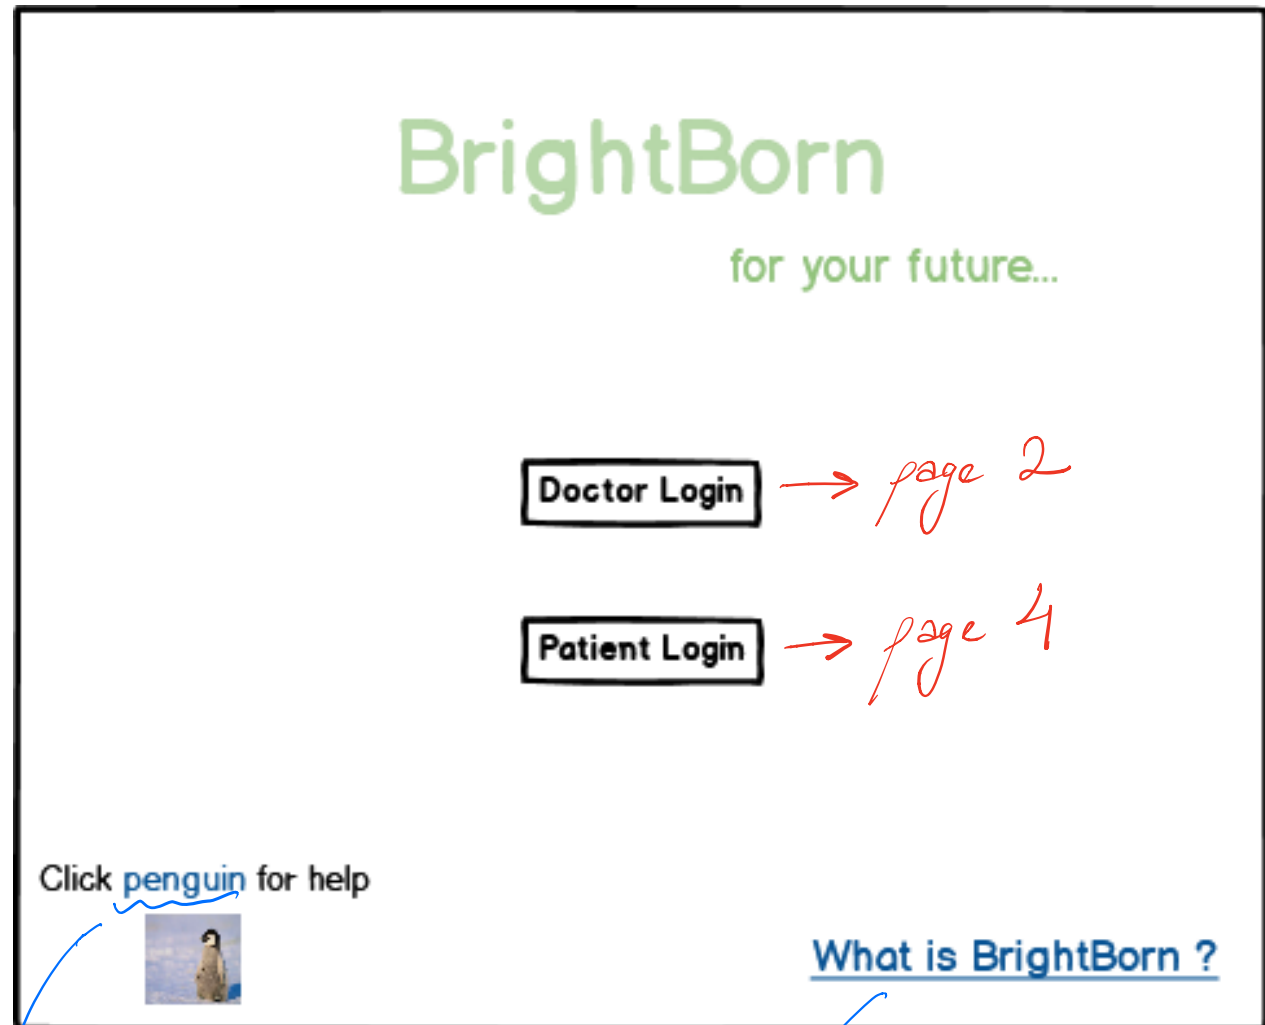 BrightBorn
for your future...
Doctor Login → page 2
Patient Login → page 4
Click penguin for help
What is BrightBorn ?